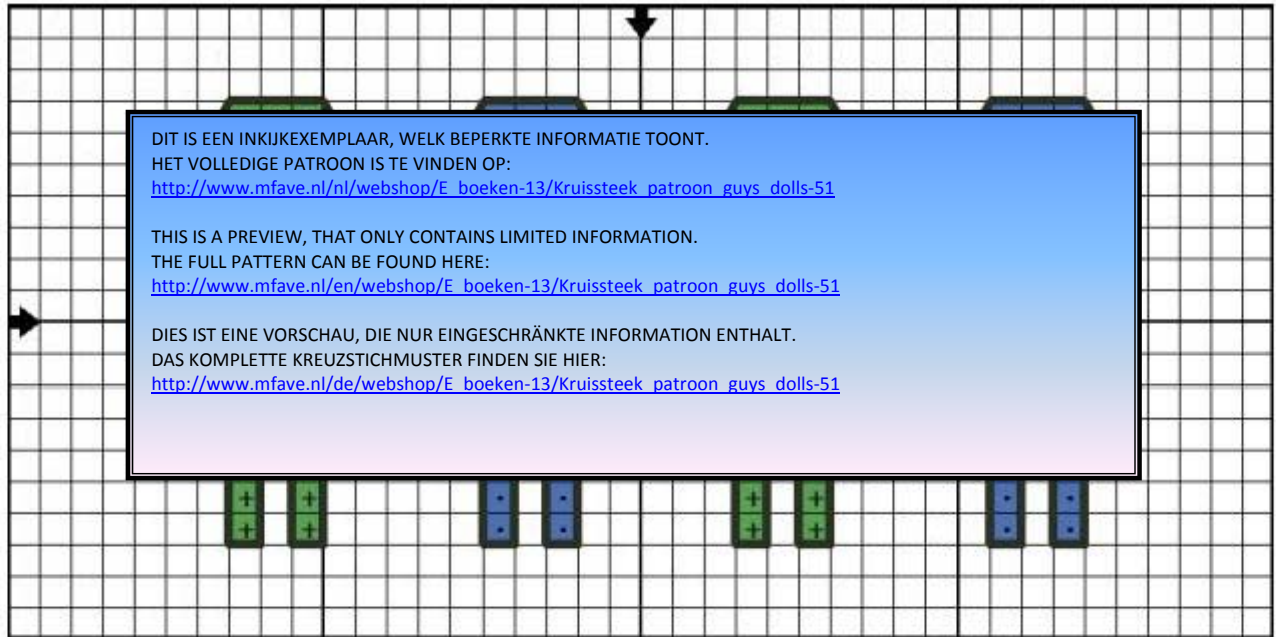 DIT IS EEN INKIJKEXEMPLAAR, WELK BEPERKTE INFORMATIE TOONT.
HET VOLLEDIGE PATROON IS TE VINDEN OP:
http://www.mfave.nl/nl/webshop/E_boeken-13/Kruissteek_patroon_guys_dolls-51
THIS IS A PREVIEW, THAT ONLY CONTAINS LIMITED INFORMATION.
THE FULL PATTERN CAN BE FOUND HERE:
http://www.mfave.nl/en/webshop/E_boeken-13/Kruissteek_patroon_guys_dolls-51
DIES IST EINE VORSCHAU, DIE NUR EINGESCHRÄNKTE INFORMATION ENTHALT.
DAS KOMPLETTE KREUZSTICHMUSTER FINDEN SIE HIER:
http://www.mfave.nl/de/webshop/E_boeken-13/Kruissteek_patroon_guys_dolls-51